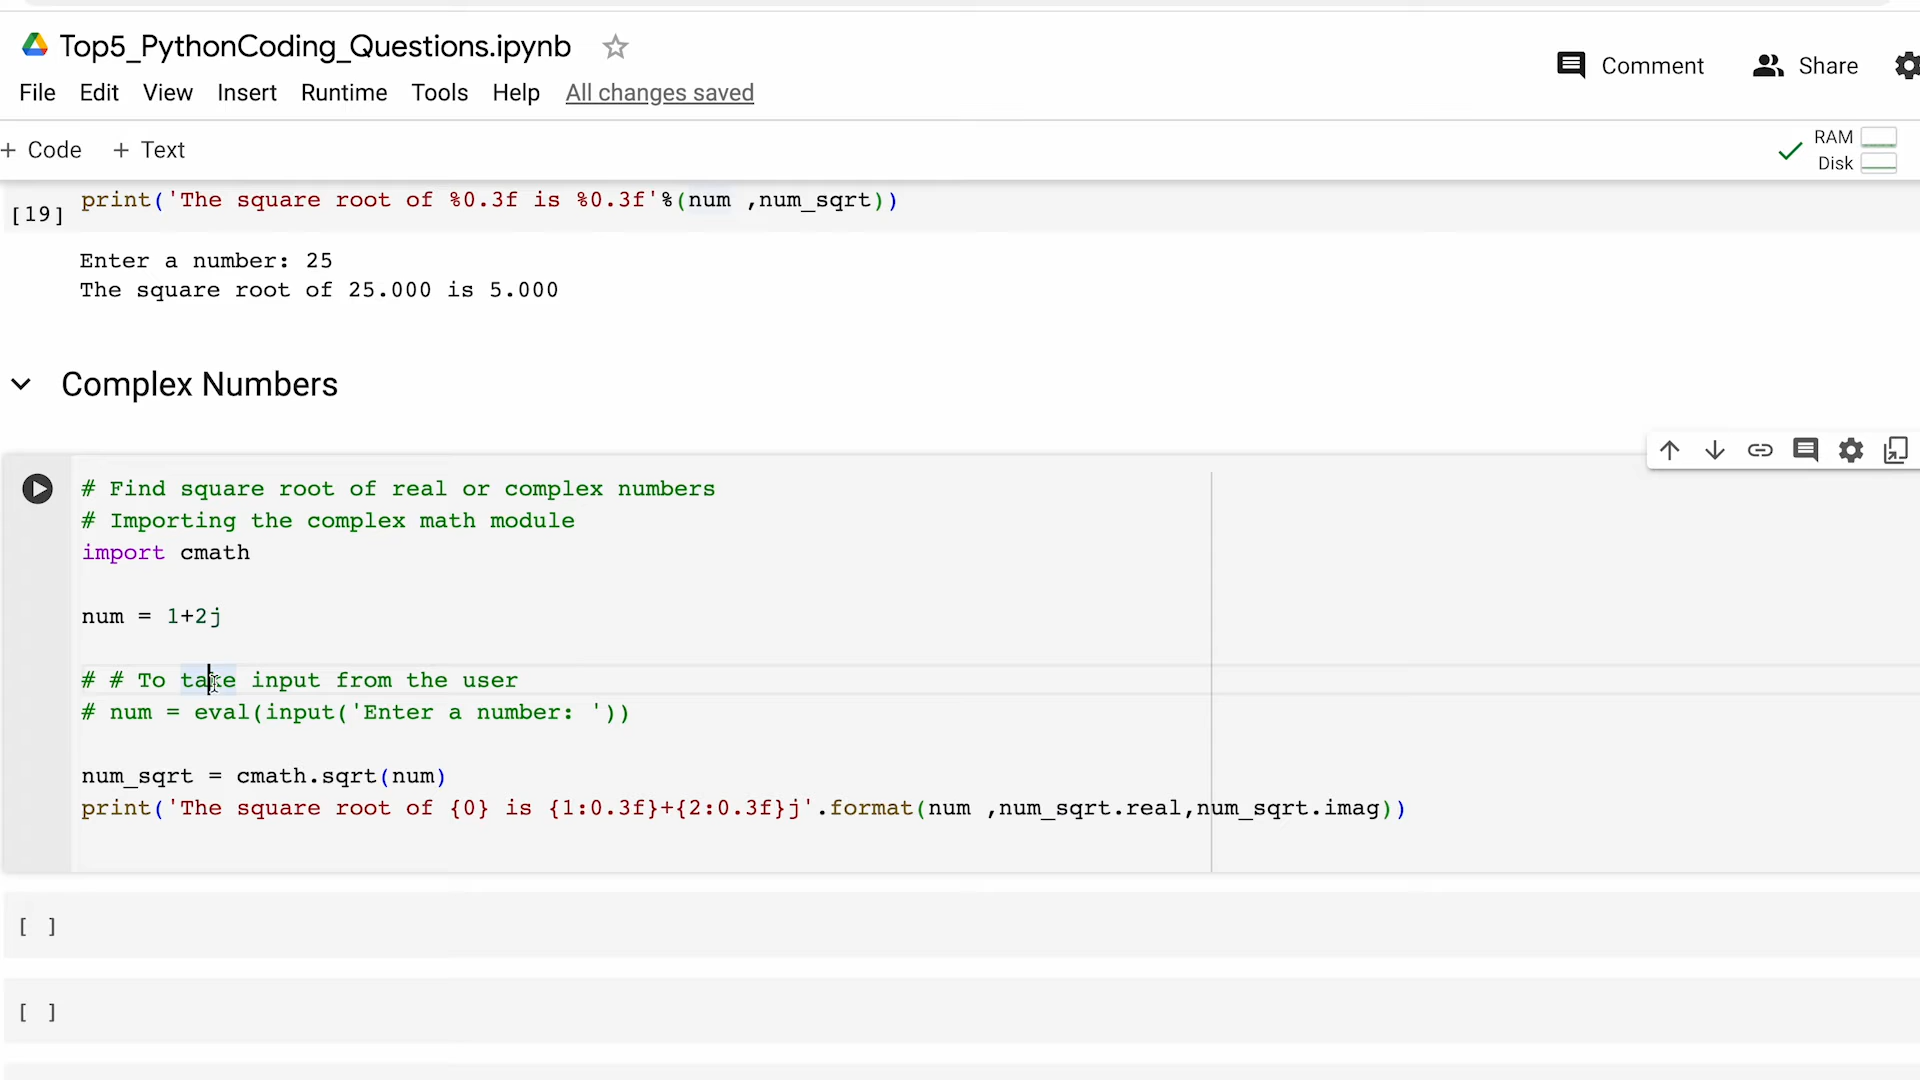 Top5_PythonCoding_Questions.ipynb
Comment
Share
File Edit View Insert Runtime Tools Help All changes saved
+ Code + Text
RAM
Disk
[19]
print('The square root of %0.3f is %0.3f'%(num ,num_sqrt))
Enter a number: 25
The square root of 25.000 is 5.000
Complex Numbers
# Find square root of real or complex numbers
# Importing the complex math module
import cmath
num = 1+2j
# # To take input from the user
# num = eval(input('Enter a number: '))
num_sqrt = cmath.sqrt(num)
print('The square root of {0} is {1:0.3f}+{2:0.3f}j'.format(num ,num_sqrt.real,num_sqrt.imag))
[ ]
[ ]